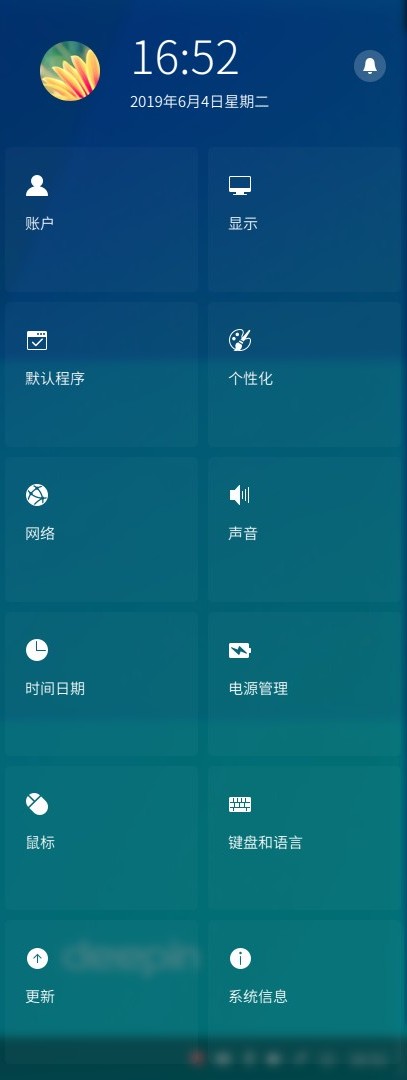 16:52
2019年6月4日星期二
账户
显示
默认程序
个性化
网络
声音
时间日期
电源管理
鼠标
键盘和语言
deepin
更新
系统信息